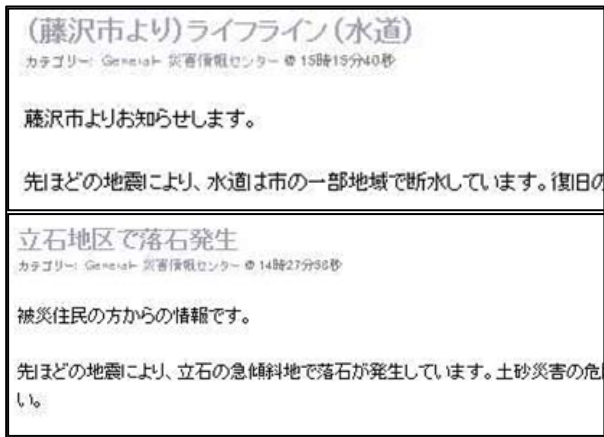 (藤沢市より)ライフライン(水道)
カテゴリー: General- 災害情報センター @ 15時15分40秒
藤沢市よりお知らせします。
先ほどの地震により、水道は市の一部地域で断水しています。復旧の
立石地区で落石発生
カテゴリー: General- 災害情報センター @ 14時27分58秒
被災住民の方からの情報です。
先ほどの地震により、立石の急傾斜地で落石が発生しています。土砂災害の危
い。